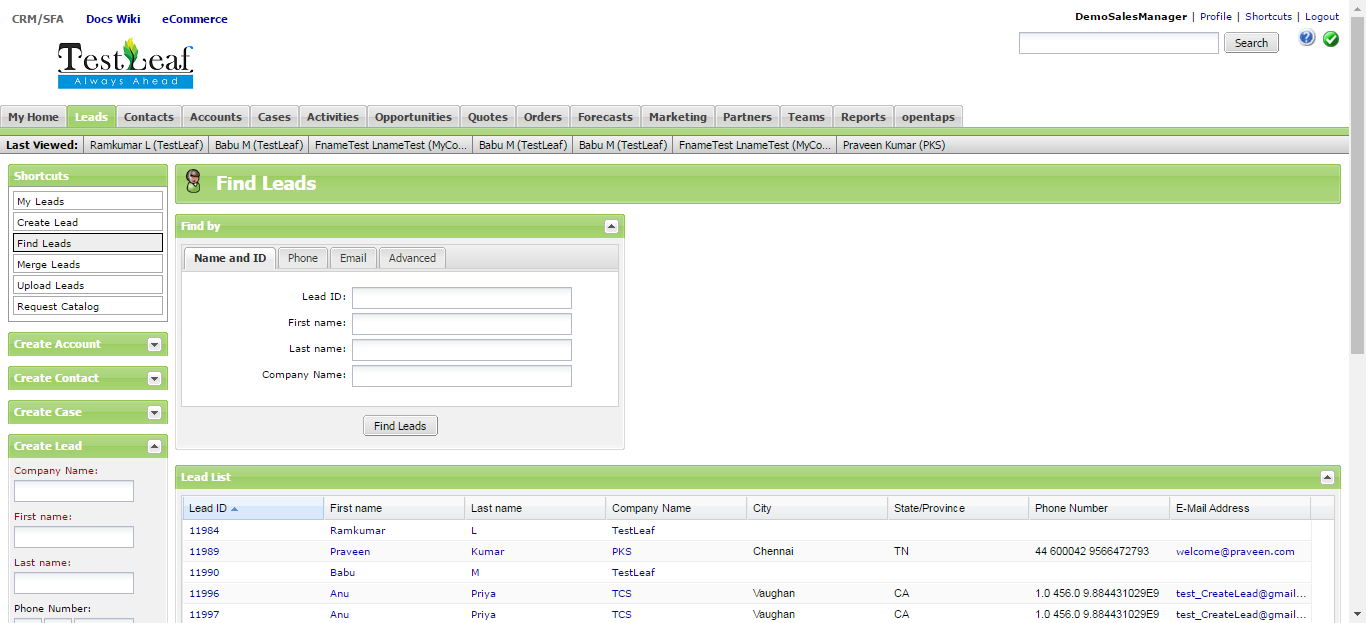 CRM/SFA Docs Wiki eCommerce
DemoSalesManager | Profile | Shortcuts | Logout
TestLeaf
Always Ahead
Search
My Home Leads Contacts Accounts Cases Activities Opportunities Quotes Orders Forecasts Marketing Partners Teams Reports opentaps
Last Viewed: Ramkumar L (TestLeaf) Babu M (TestLeaf) FnameTest LnameTest (MyCo... Babu M (TestLeaf) Babu M (TestLeaf) FnameTest LnameTest (MyCo... Praveen Kumar (PKS)
Shortcuts
My Leads
Create Lead
Find Leads
Merge Leads
Upload Leads
Request Catalog
Create Account
Create Contact
Create Case
Create Lead
Company Name:
First name:
Last name:
Phone Number:
Find Leads
Find by
Name and ID Phone Email Advanced
Lead ID:
First name:
Last name:
Company Name:
Find Leads
Lead List
Lead ID First name Last name Company Name City State/Province Phone Number E-Mail Address
11984 Ramkumar L TestLeaf
11989 Praveen Kumar PKS Chennai TN 44 600042 9566472793 welcome@praveen.com
11990 Babu M TestLeaf
11996 Anu Priya TCS Vaughan CA 1.0 456.0 9.884431029E9 test_CreateLead@gmail...
11997 Anu Priya TCS Vaughan CA 1.0 456.0 9.884431029E9 test_CreateLead@gmail...